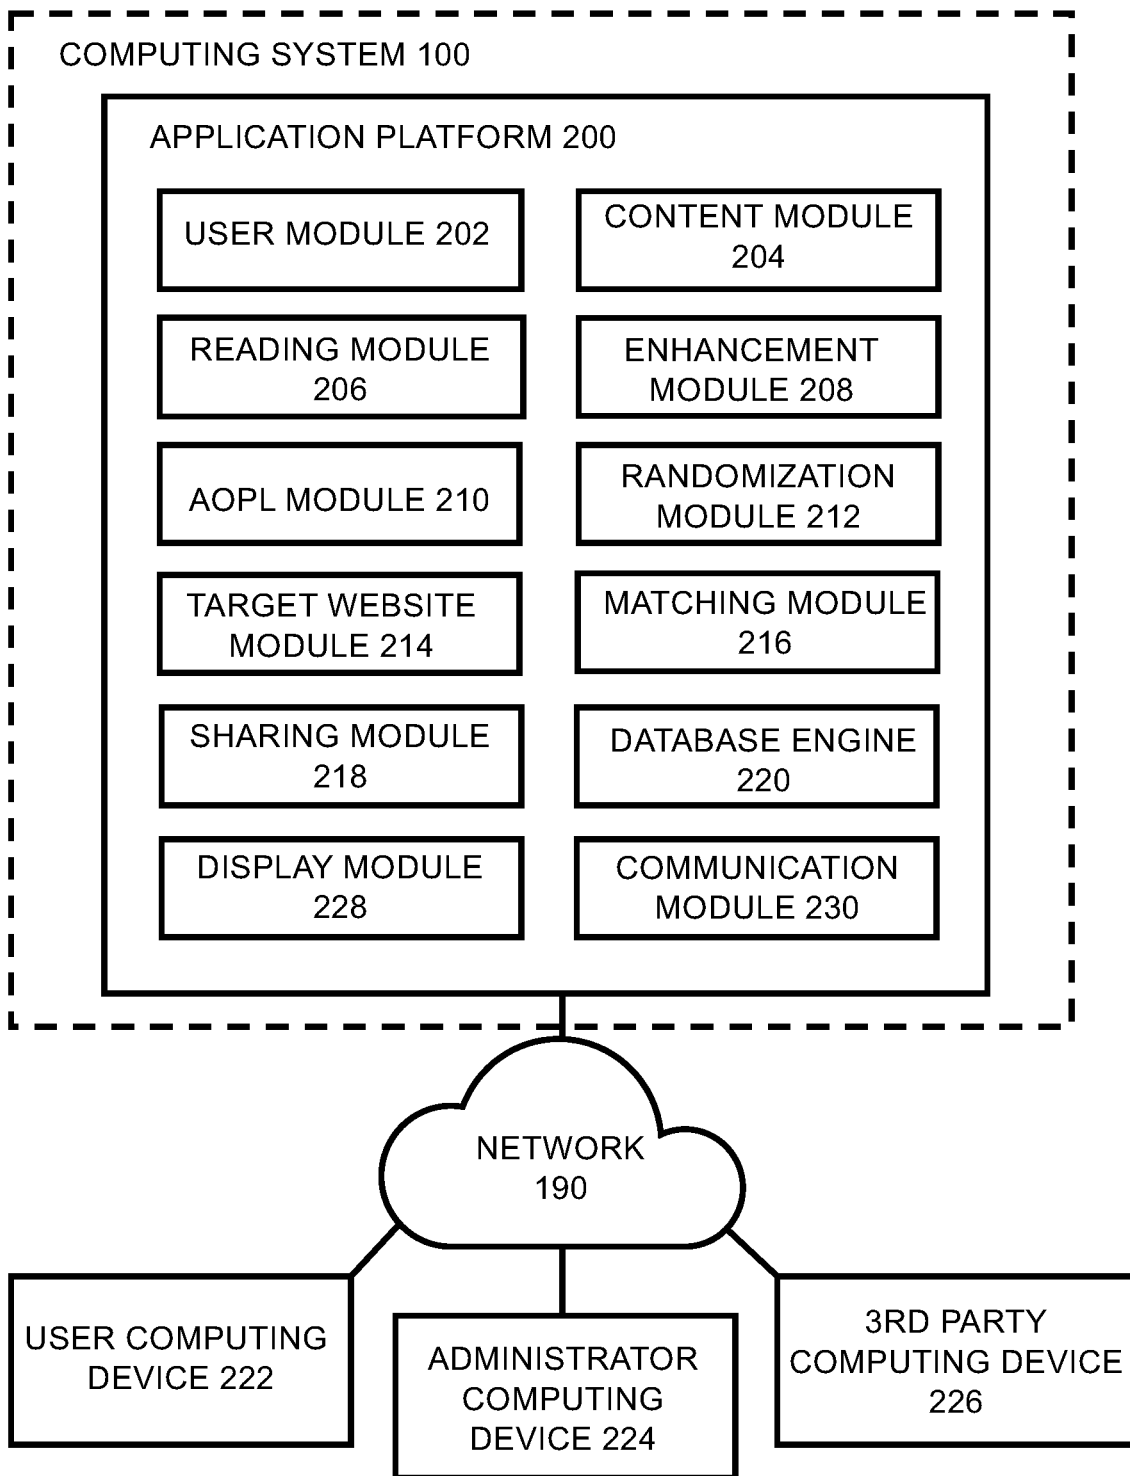 COMPUTING SYSTEM 100
APPLICATION PLATFORM 200
USER MODULE 202
CONTENT MODULE
204
READING MODULE
206
ENHANCEMENT
MODULE 208
AOPL MODULE 210
RANDOMIZATION
MODULE 212
TARGET WEBSITE
MODULE 214
MATCHING MODULE
216
SHARING MODULE
218
DATABASE ENGINE
220
DISPLAY MODULE
228
COMMUNICATION
MODULE 230
NETWORK
190
USER COMPUTING
DEVICE 222
ADMINISTRATOR
COMPUTING
DEVICE 224
3RD PARTY
COMPUTING DEVICE
226